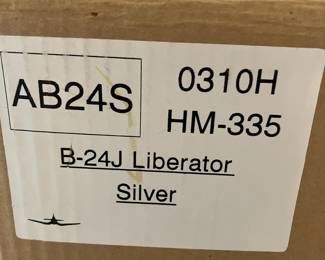 AB24S
0310H
HM-335
B-24J Liberator
Silver